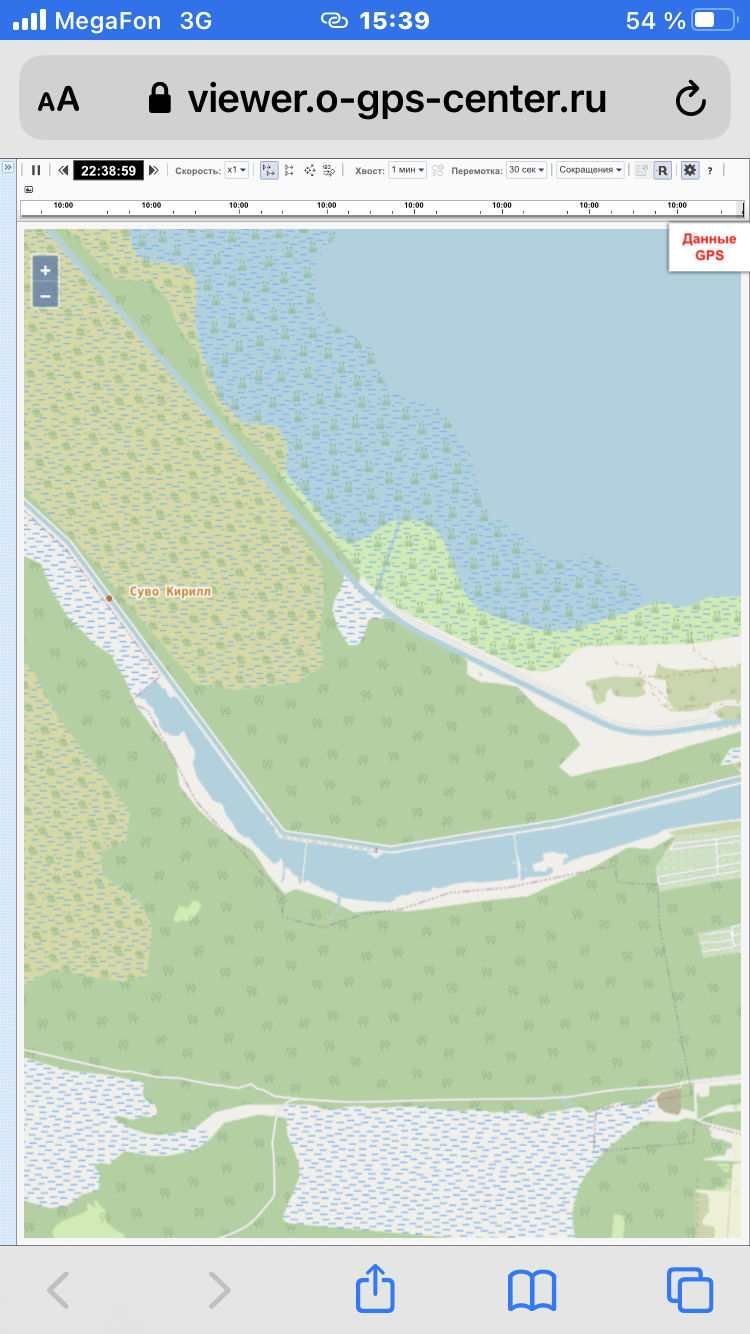 MegaFon 3G 15:39 54 %
AA viewer.o-gps-center.ru
22:38:59 Скорость: x1 Хвост: 1 мин Перемотка: 30 сек Сокращения R ?
10:00 10:00 10:00 10:00 10:00 10:00 10:00 10:00
Данные
GPS
+
−
Суво Кирилл